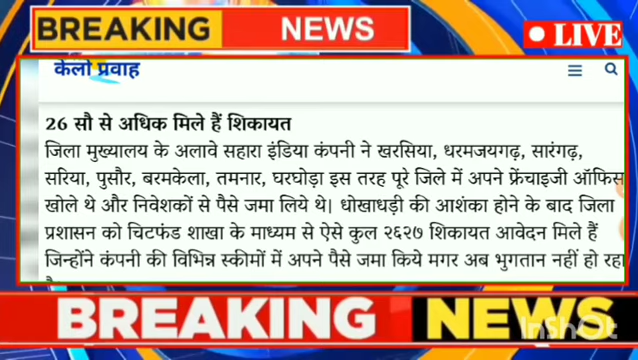 BREAKING NEWS LIVE
केलो प्रवाह
26 सौ से अधिक मिले हैं शिकायत
जिला मुख्यालय के अलावे सहारा इंडिया कंपनी ने खरसिया, धरमजयगढ़, सारंगढ़,
सरिया, पुसौर, बरमकेला, तमनार, घरघोड़ा इस तरह पूरे जिले में अपने फ्रेंचाइजी ऑफिस
खोले थे और निवेशकों से पैसे जमा लिये थे। धोखाधड़ी की आशंका होने के बाद जिला
प्रशासन को चिटफंड शाखा के माध्यम से ऐसे कुल २६२७ शिकायत आवेदन मिले हैं
जिन्होंने कंपनी की विभिन्न स्कीमों में अपने पैसे जमा किये मगर अब भुगतान नहीं हो रहा
BREAKING NEWS
InShOt